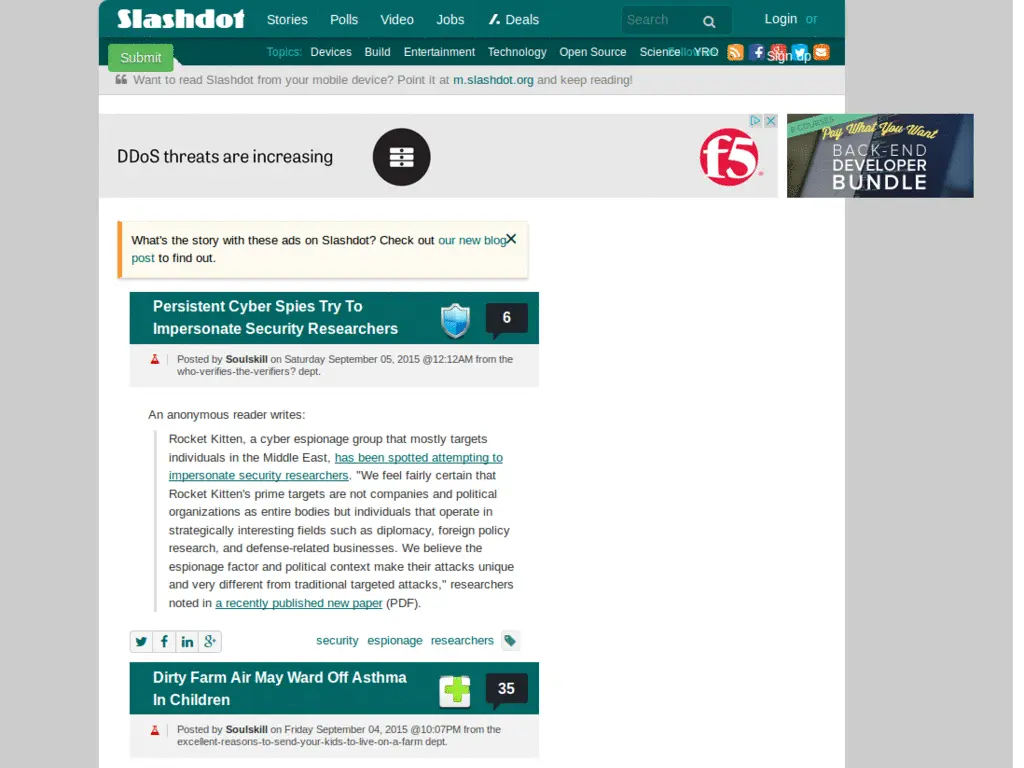 Slashdot Stories Polls Video Jobs Deals Search Login or
Submit Topics: Devices Build Entertainment Technology Open Source Science YRO Sign up
Want to read Slashdot from your mobile device? Point it at m.slashdot.org and keep reading!
DDoS threats are increasing
f5
8 COURSES
Pay What You Want
BACK-END
DEVELOPER
BUNDLE
What's the story with these ads on Slashdot? Check out our new blog
post to find out.
Persistent Cyber Spies Try To
Impersonate Security Researchers
6
Posted by Soulskill on Saturday September 05, 2015 @12:12AM from the
who-verifies-the-verifiers? dept.
An anonymous reader writes:
Rocket Kitten, a cyber espionage group that mostly targets
individuals in the Middle East, has been spotted attempting to
impersonate security researchers. "We feel fairly certain that
Rocket Kitten's prime targets are not companies and political
organizations as entire bodies but individuals that operate in
strategically interesting fields such as diplomacy, foreign policy
research, and defense-related businesses. We believe the
espionage factor and political context make their attacks unique
and very different from traditional targeted attacks," researchers
noted in a recently published new paper (PDF).
security espionage researchers
Dirty Farm Air May Ward Off Asthma
In Children
35
Posted by Soulskill on Friday September 04, 2015 @10:07PM from the
excellent-reasons-to-send-your-kids-to-live-on-a-farm dept.